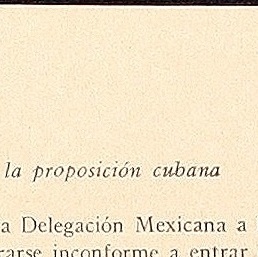 la proposición cubana
a Delegación Mexicana a
rarse inconforme a entrar